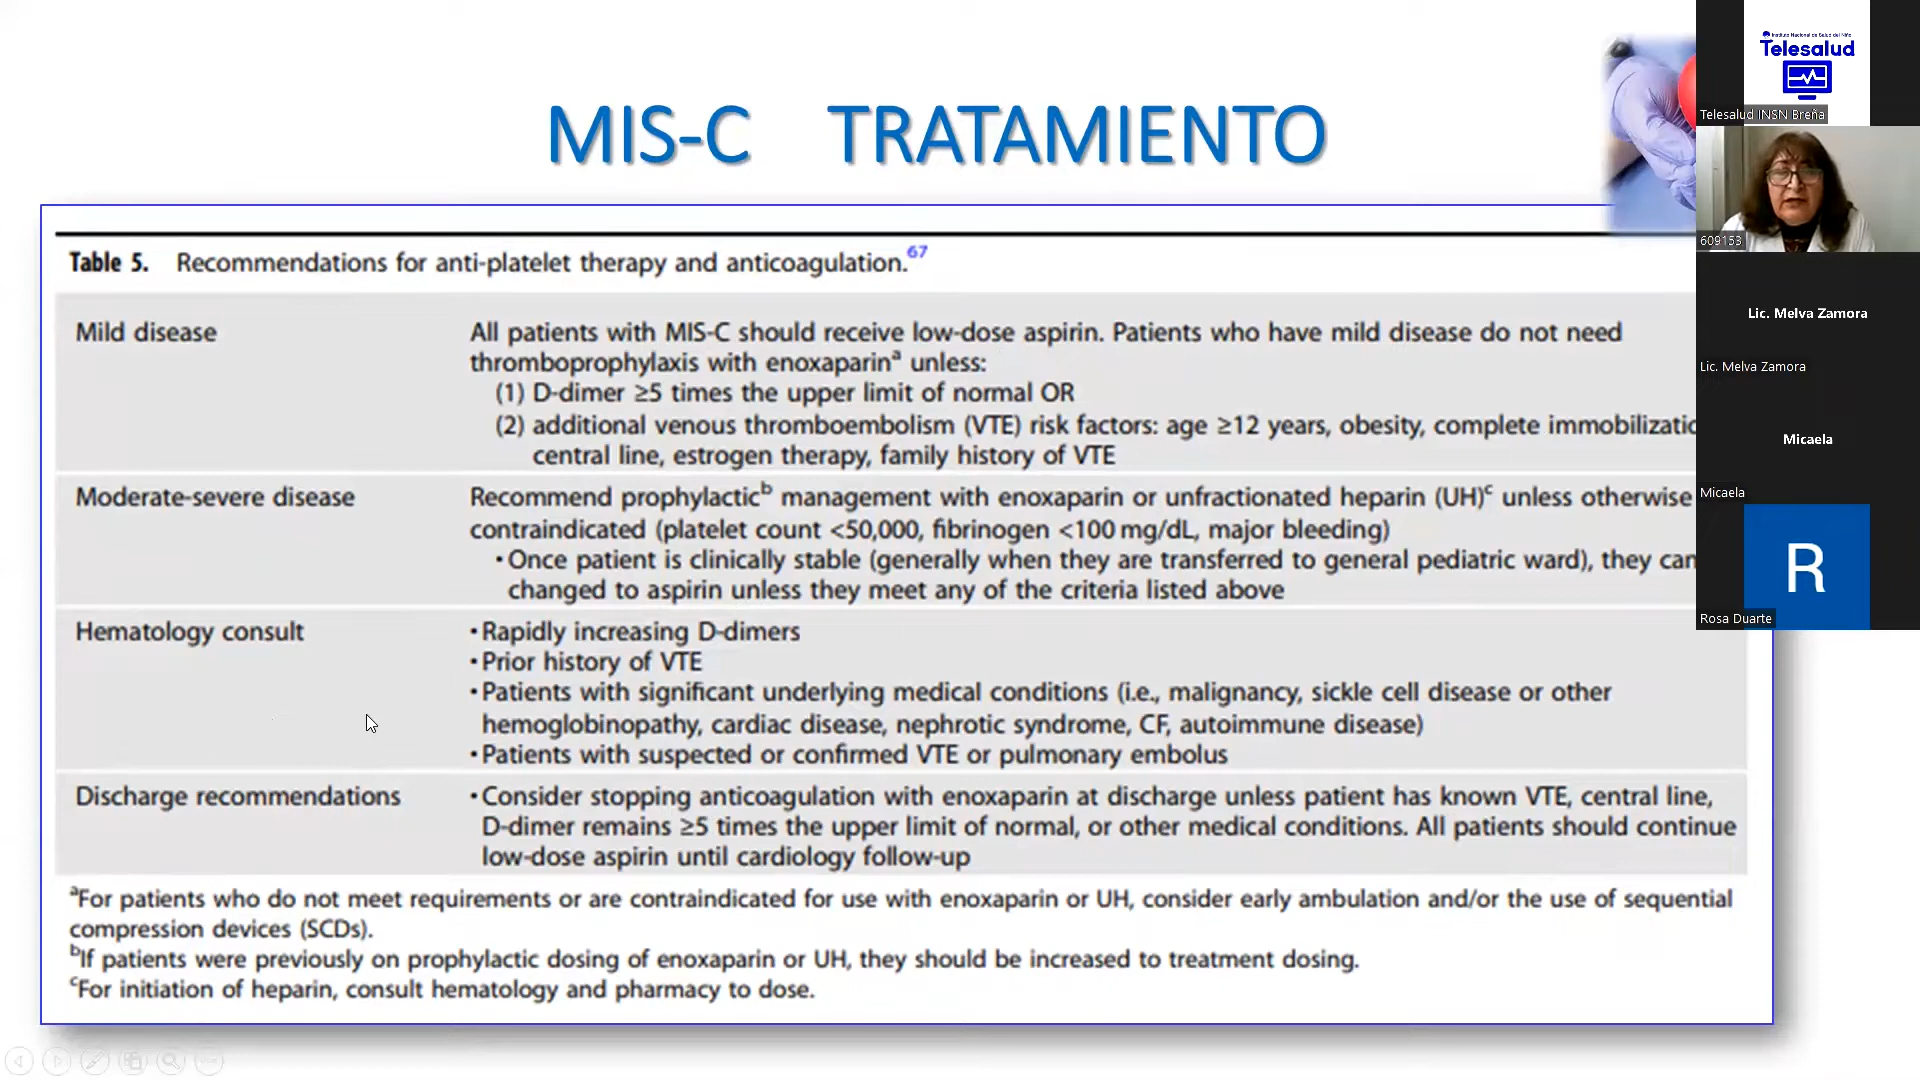 MIS-C TRATAMIENTO
Table 5. Recommendations for anti-platelet therapy and anticoagulation.67
Mild disease
All patients with MIS-C should receive low-dose aspirin. Patients who have mild disease do not need
thromboprophylaxis with enoxaparinª unless:
(1) D-dimer ≥5 times the upper limit of normal OR
(2) additional venous thromboembolism (VTE) risk factors: age ≥12 years, obesity, complete immobilizatio
central line, estrogen therapy, family history of VTE
Moderate-severe disease
Recommend prophylacticᵇ management with enoxaparin or unfractionated heparin (UH)ᶜ unless otherwise
contraindicated (platelet count <50,000, fibrinogen <100 mg/dL, major bleeding)
• Once patient is clinically stable (generally when they are transferred to general pediatric ward), they can
changed to aspirin unless they meet any of the criteria listed above
Hematology consult
• Rapidly increasing D-dimers
• Prior history of VTE
• Patients with significant underlying medical conditions (i.e., malignancy, sickle cell disease or other
hemoglobinopathy, cardiac disease, nephrotic syndrome, CF, autoimmune disease)
• Patients with suspected or confirmed VTE or pulmonary embolus
Discharge recommendations
• Consider stopping anticoagulation with enoxaparin at discharge unless patient has known VTE, central line,
D-dimer remains ≥5 times the upper limit of normal, or other medical conditions. All patients should continue
low-dose aspirin until cardiology follow-up
ªFor patients who do not meet requirements or are contraindicated for use with enoxaparin or UH, consider early ambulation and/or the use of sequential
compression devices (SCDs).
ᵇIf patients were previously on prophylactic dosing of enoxaparin or UH, they should be increased to treatment dosing.
ᶜFor initiation of heparin, consult hematology and pharmacy to dose.
Instituto Nacional de Salud del Niño
Telesalud
Telesalud INSN Breña
609153
Lic. Melva Zamora
Lic. Melva Zamora
Micaela
Micaela
R
Rosa Duarte